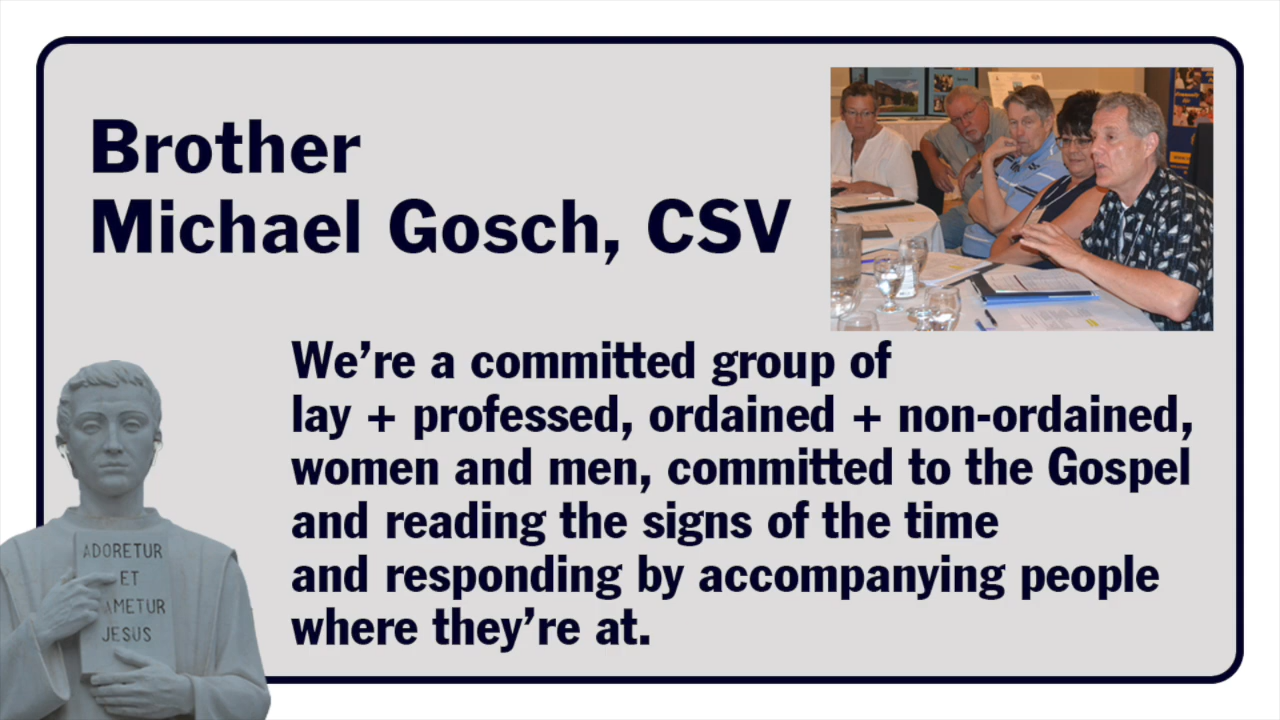 Brother
Michael Gosch, CSV
We're a committed group of
lay + professed, ordained + non-ordained,
women and men, committed to the Gospel
and reading the signs of the time
and responding by accompanying people
where they're at.
ADORETUR
ET
AMETUR
JESUS